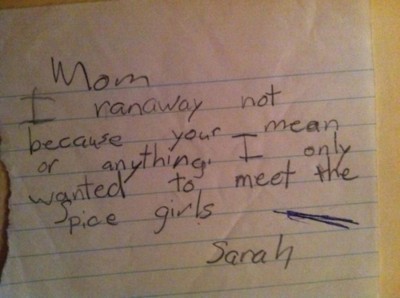 Mom
I ranaway not
because your mean
or anything. I only
wanted to meet the
spice girls
Sarah